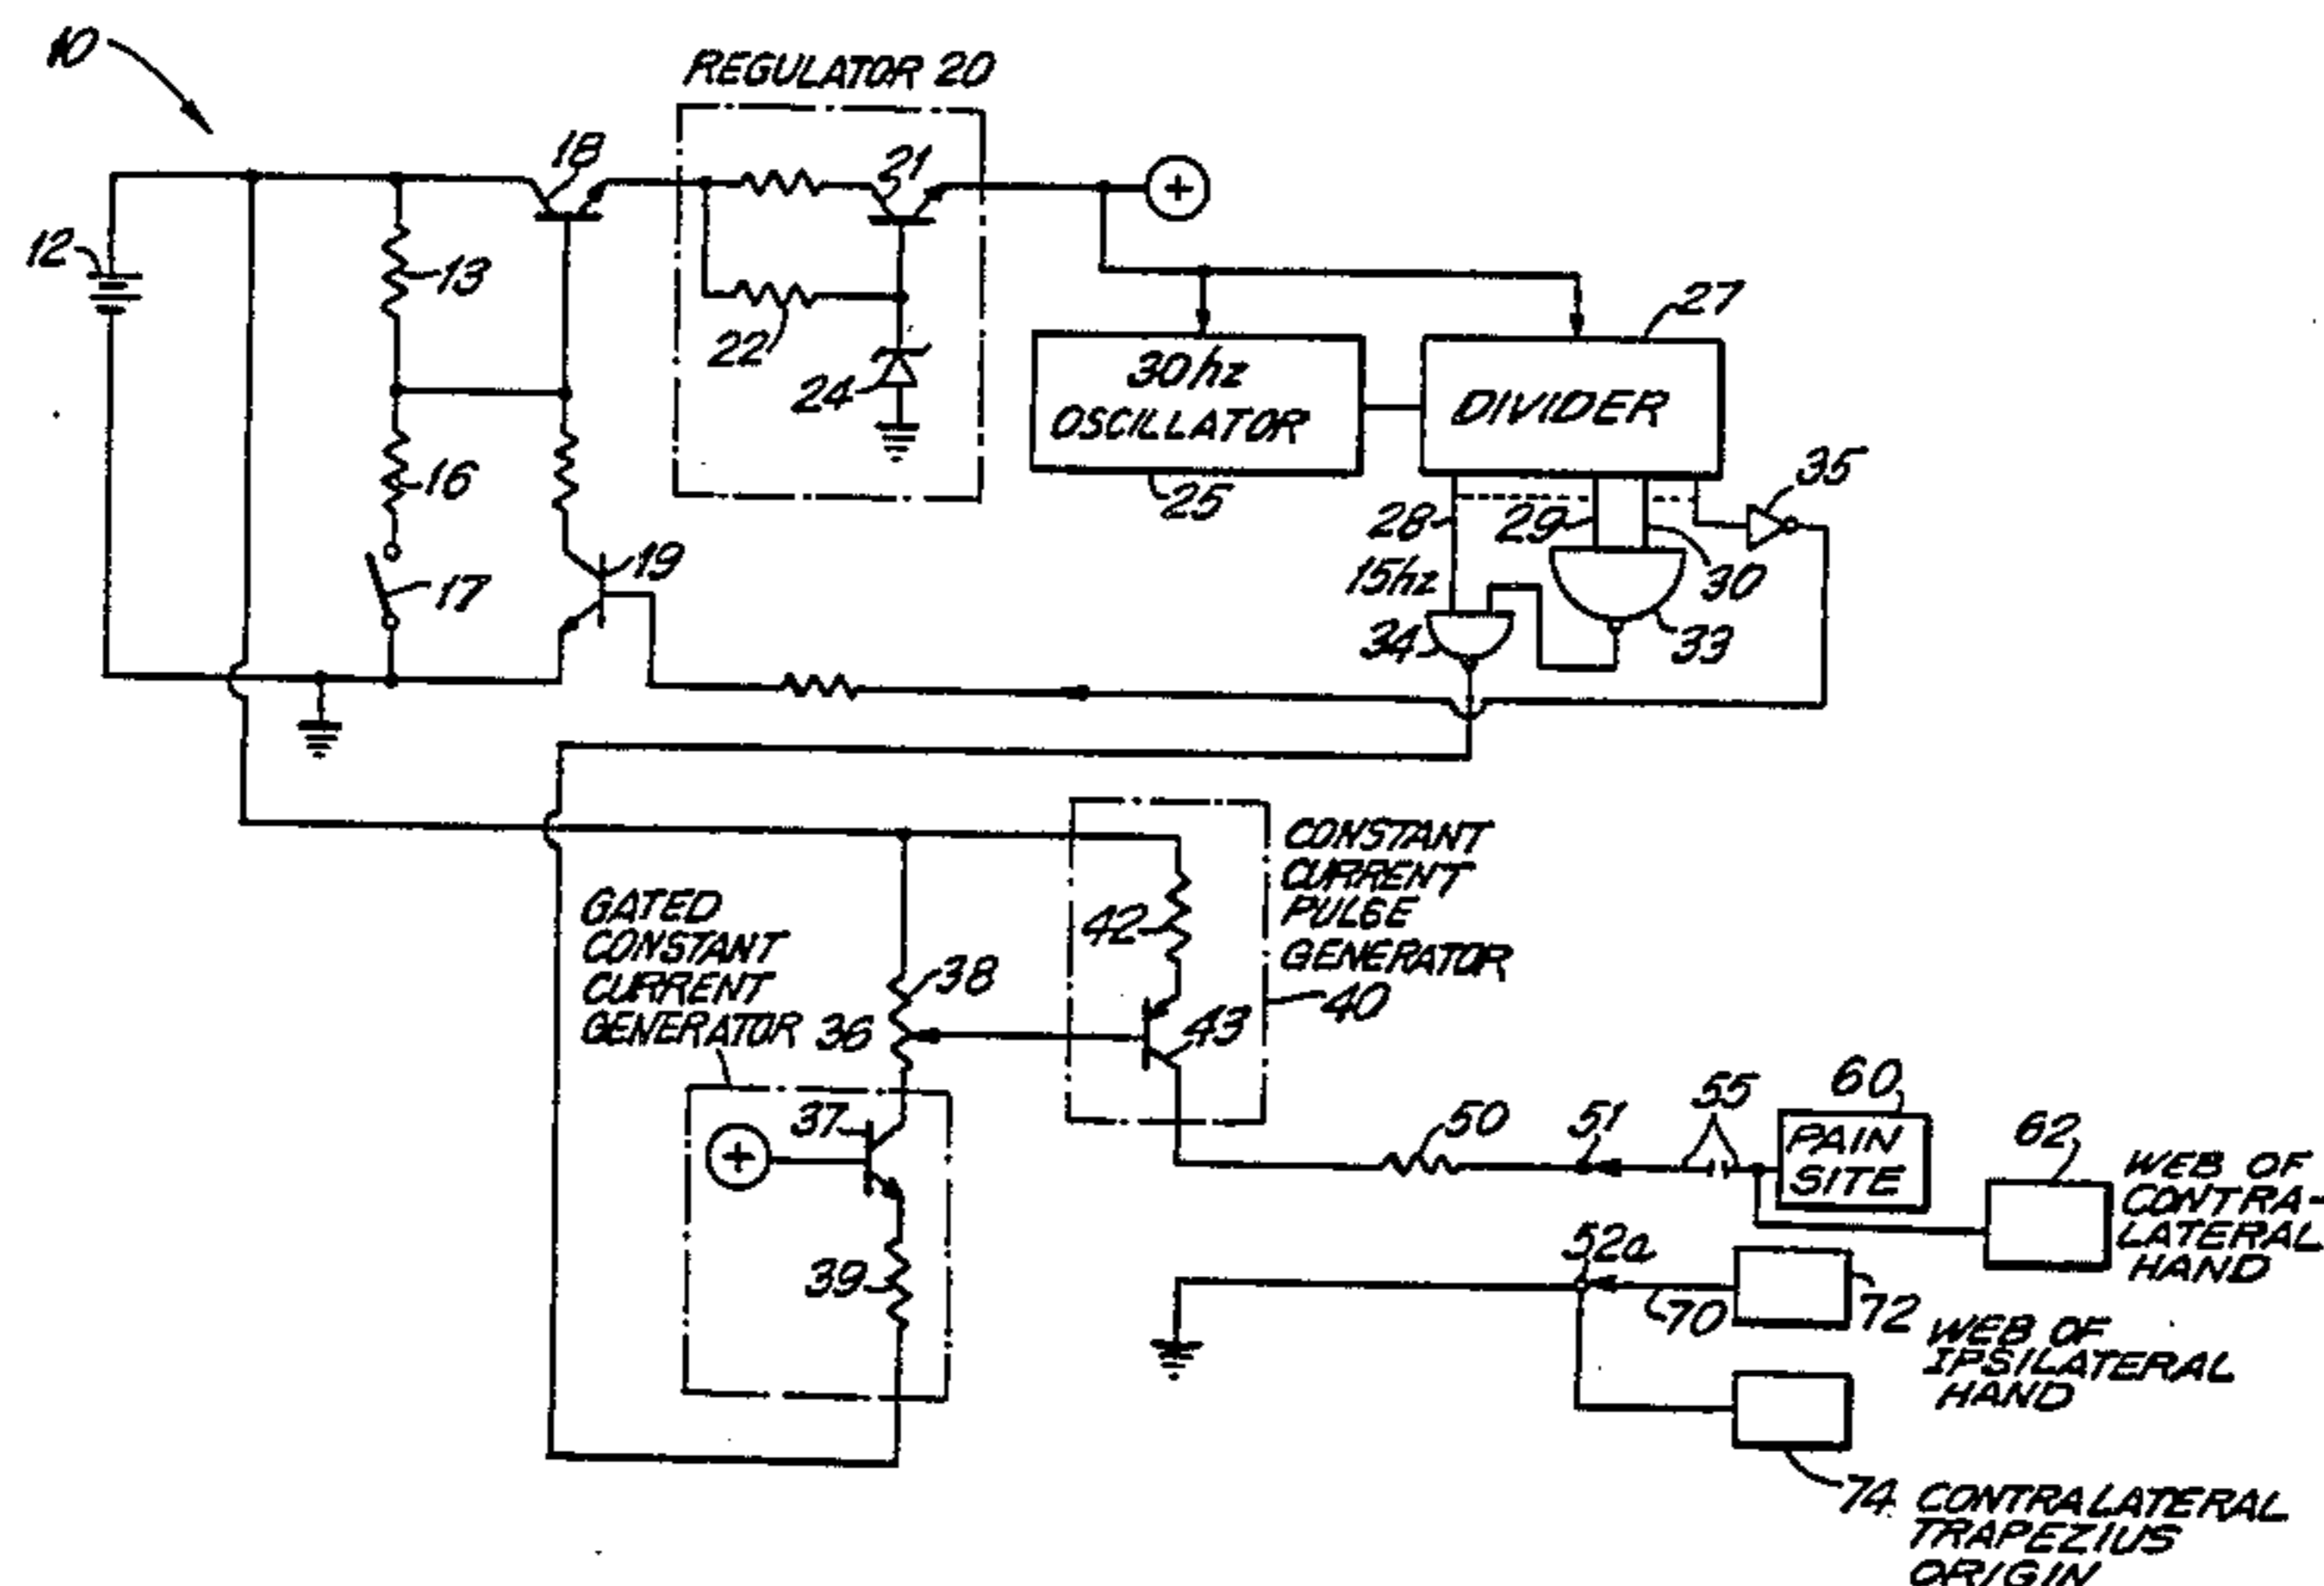 10
REGULATOR 20
18
21
12
13
22
24
+
27
30hz
OSCILLATOR
DIVIDER
25
16
17
19
28
29
30
35
15hz
34
33
CONSTANT
CURRENT
PULSE
GENERATOR
40
42
43
GATED
CONSTANT
CURRENT
GENERATOR 36
38
37
+
39
50
51
55
60
PAIN
SITE
62
WEB OF
CONTRA-
LATERAL
HAND
52a
70
72
WEB OF
IPSILATERAL
HAND
74
CONTRALATERAL
TRAPEZIUS
ORIGIN